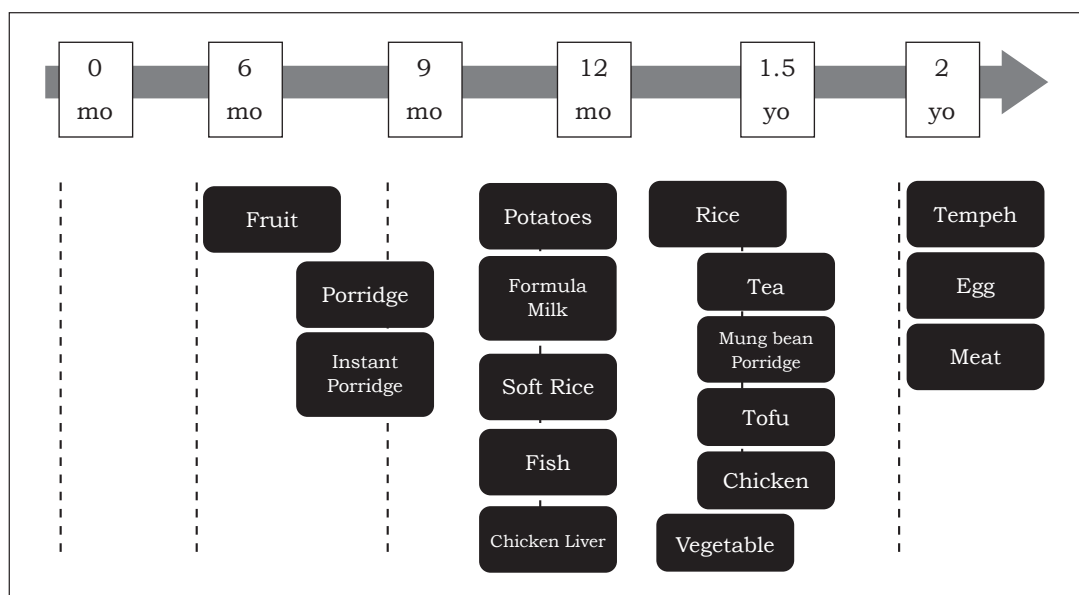 0
mo
6
mo
9
mo
12
mo
1.5
yo
2
yo
Fruit
Porridge
Instant
Porridge
Potatoes
Formula
Milk
Soft Rice
Fish
Chicken Liver
Rice
Tea
Mung bean
Porridge
Tofu
Chicken
Vegetable
Tempeh
Egg
Meat